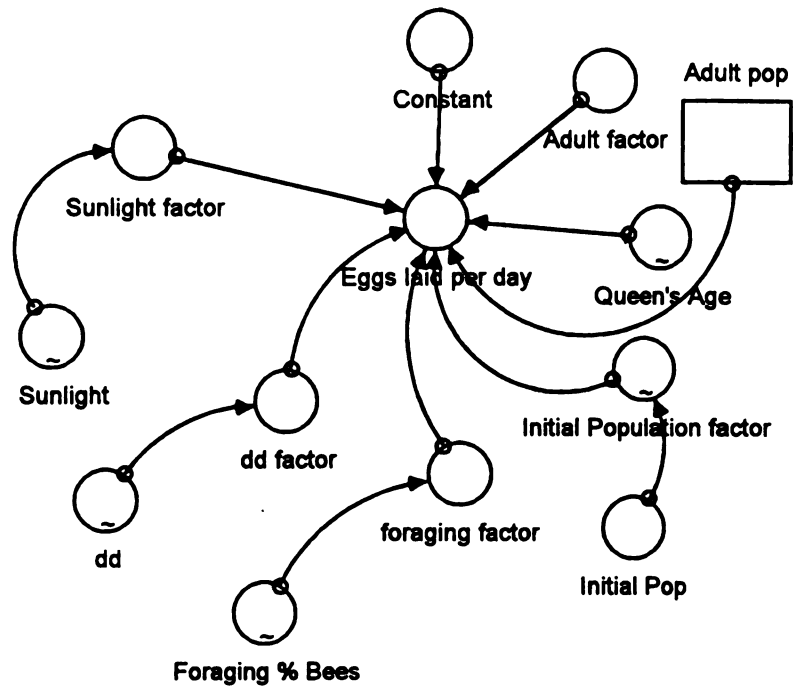 Adult pop
Constant
Adult factor
Sunlight factor
Eggs laid per day
Queen's Age
Sunlight
Initial Population factor
dd factor
foraging factor
dd
Initial Pop
Foraging % Bees